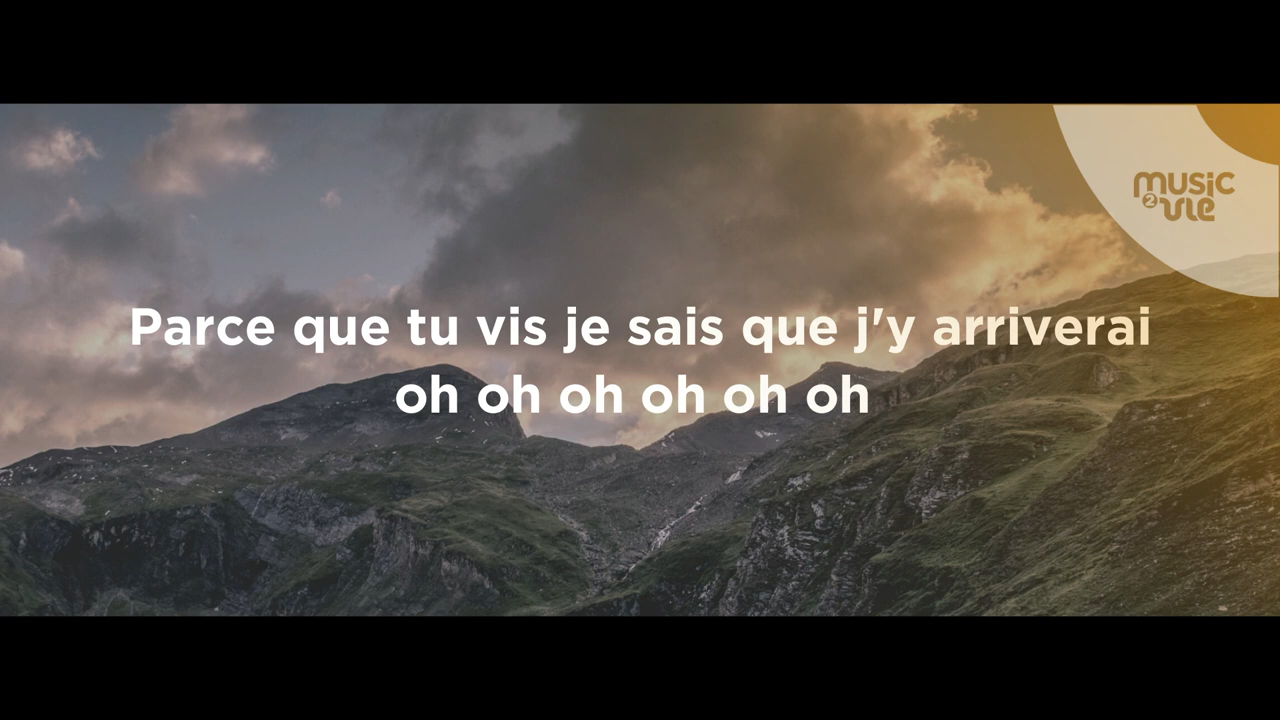 music
2 vie
Parce que tu vis je sais que j'y arriverai
oh oh oh oh oh oh